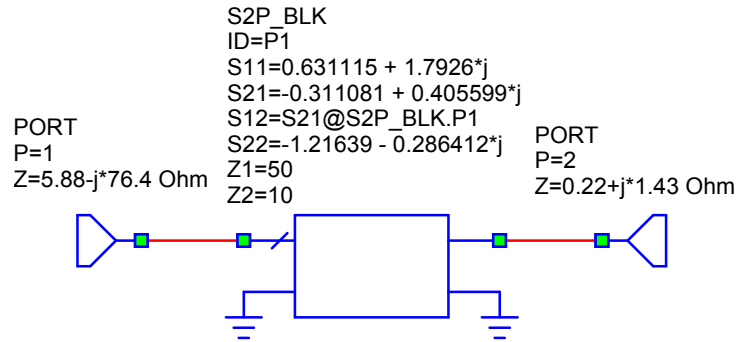 S2P_BLK
ID=P1
S11=0.631115 + 1.7926*j
S21=-0.311081 + 0.405599*j
S12=S21@S2P_BLK.P1
S22=-1.21639 - 0.286412*j
Z1=50
Z2=10
PORT
P=1
Z=5.88-j*76.4 Ohm
PORT
P=2
Z=0.22+j*1.43 Ohm